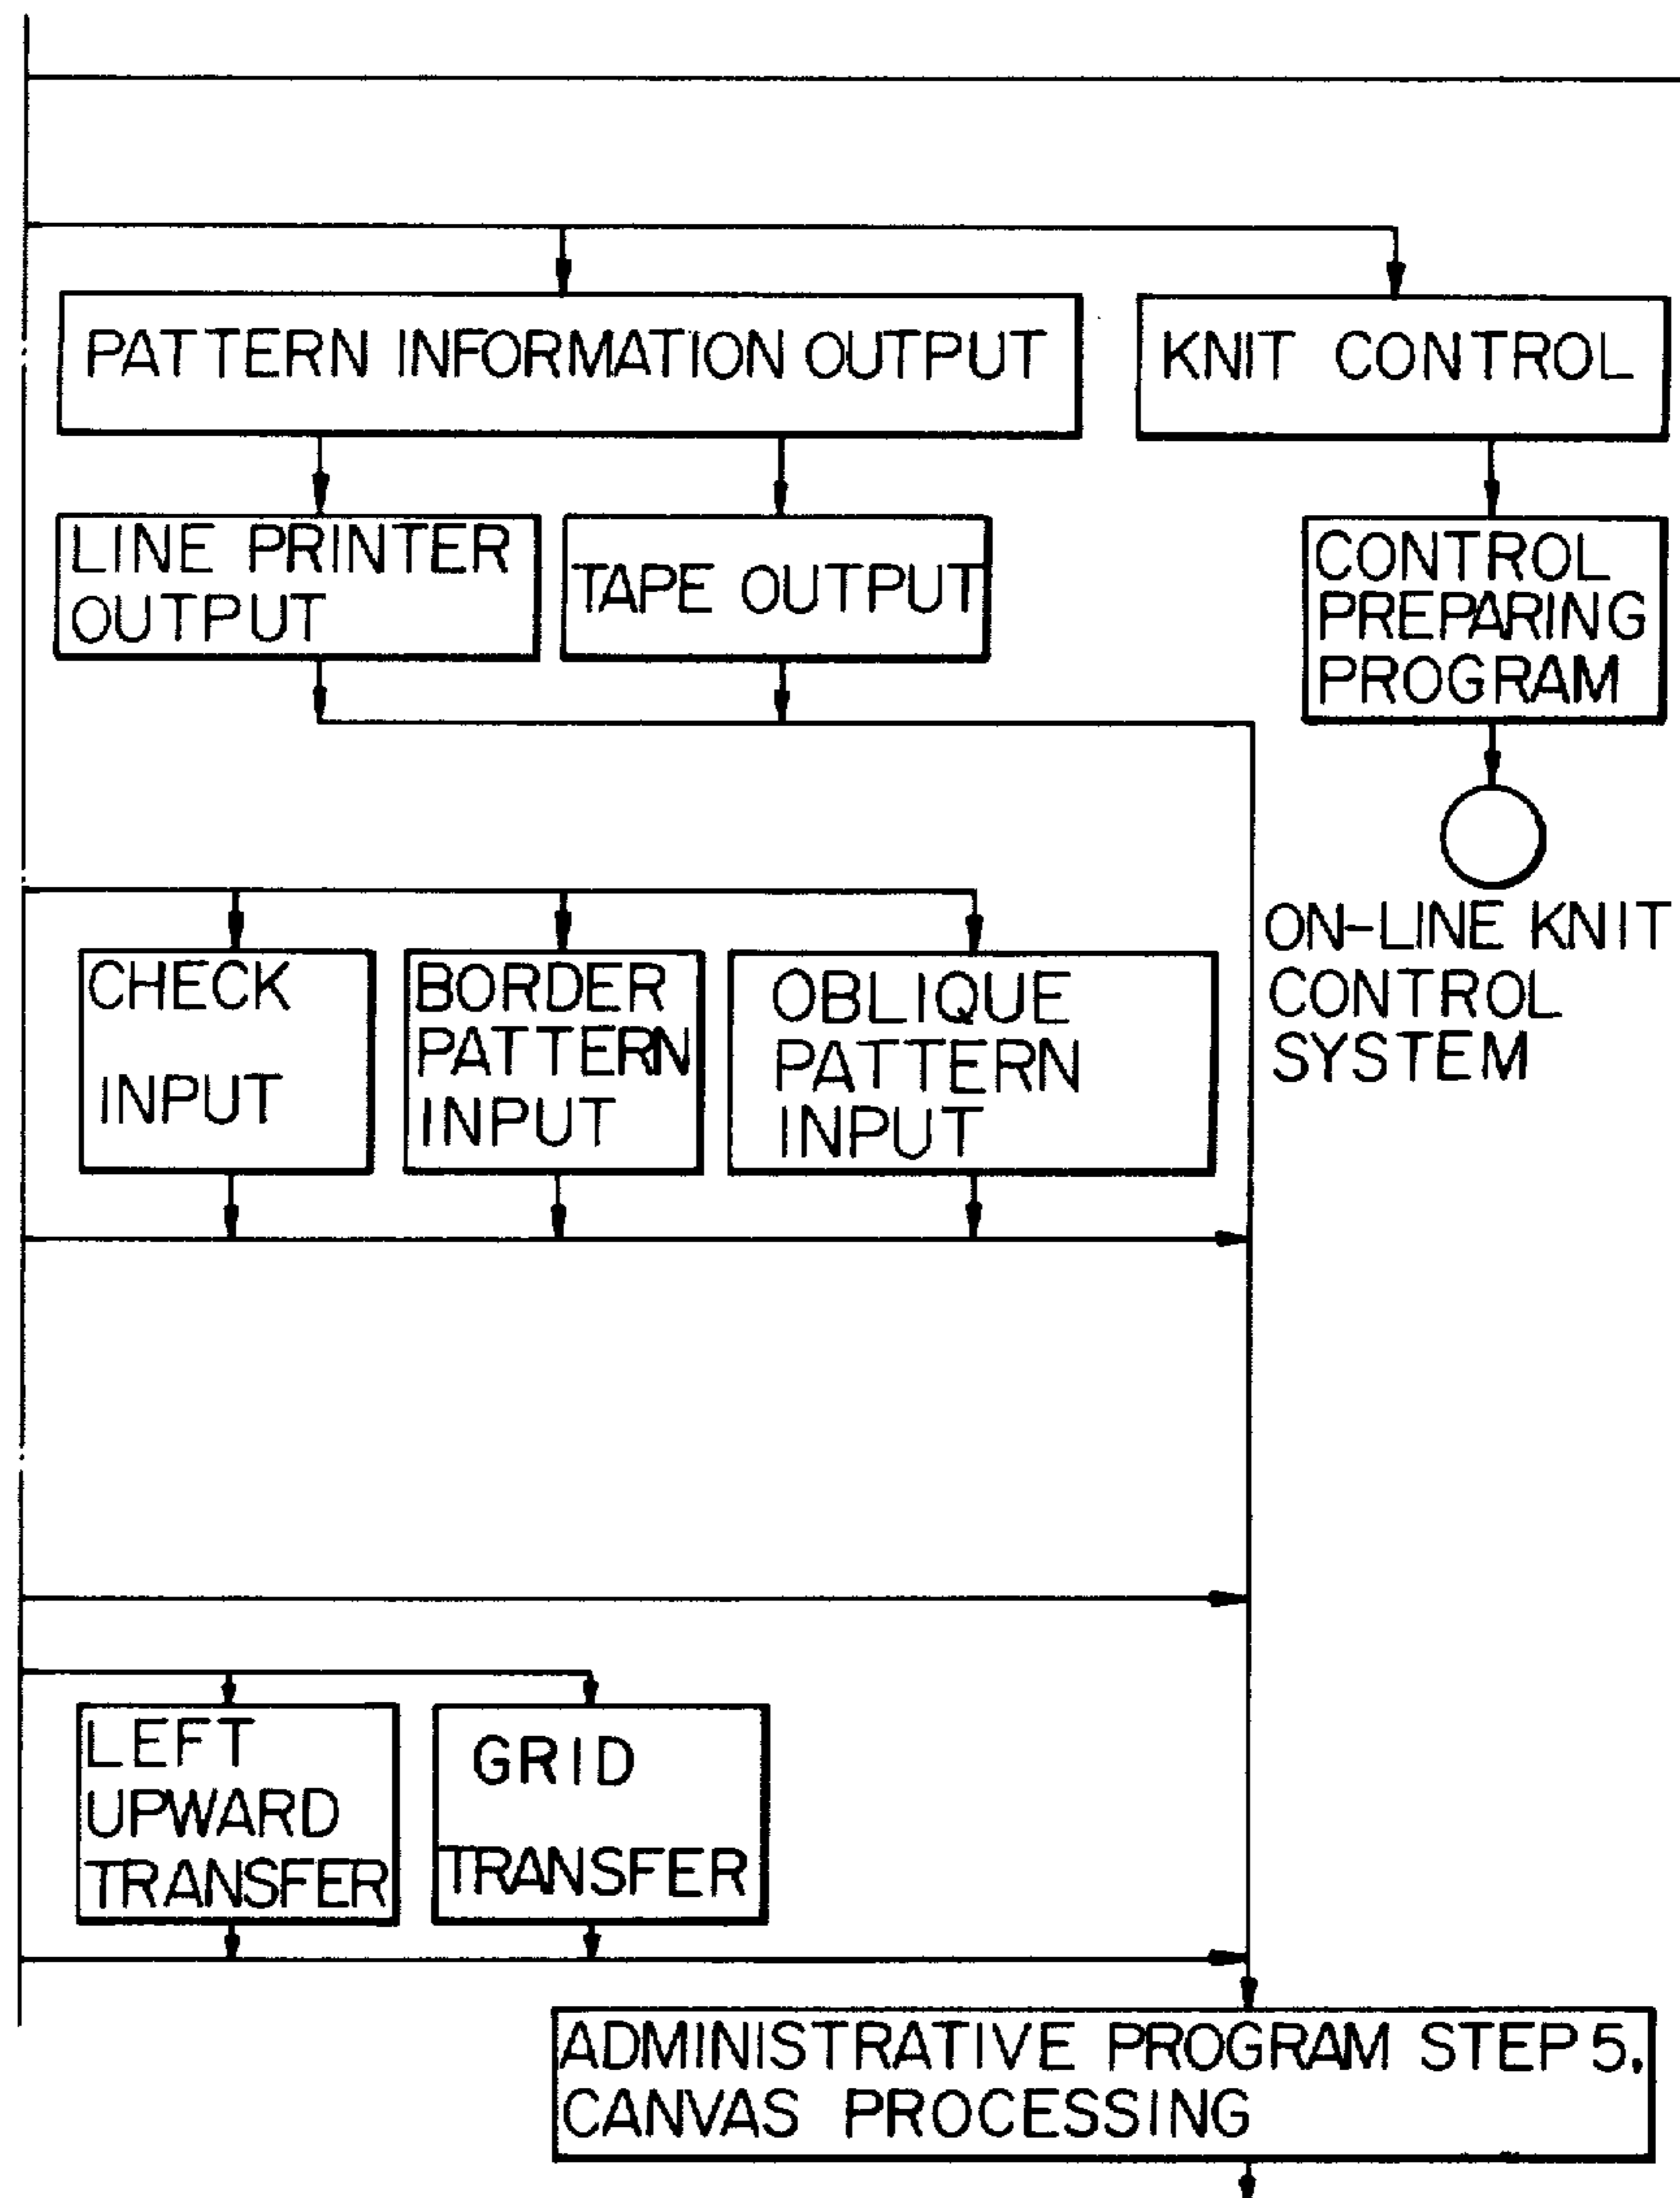 PATTERN INFORMATION OUTPUT
KNIT CONTROL
LINE PRINTER
OUTPUT
TAPE OUTPUT
CONTROL
PREPARING
PROGRAM
ON-LINE KNIT
CONTROL
SYSTEM
CHECK
INPUT
BORDER
PATTERN
INPUT
OBLIQUE
PATTERN
INPUT
LEFT
UPWARD
TRANSFER
GRID
TRANSFER
ADMINISTRATIVE PROGRAM STEP 5,
CANVAS PROCESSING